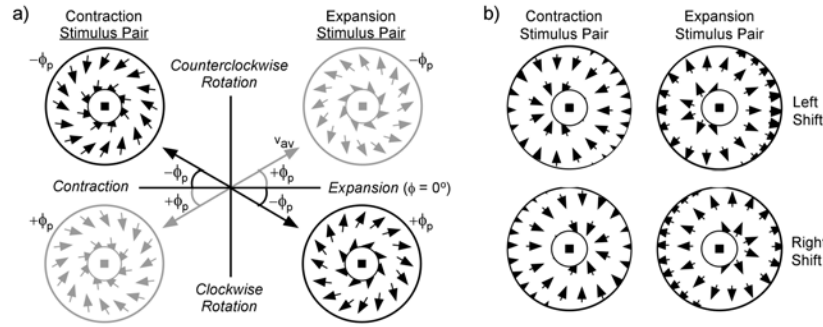 a)
Contraction
Stimulus Pair
Expansion
Stimulus Pair
−ϕp
−ϕp
Counterclockwise
Rotation
vav
−ϕp
+ϕp
Contraction
Expansion (ϕ = 0°)
+ϕp
−ϕp
+ϕp
+ϕp
Clockwise
Rotation
b)
Contraction
Stimulus Pair
Expansion
Stimulus Pair
Left
Shift
Right
Shift